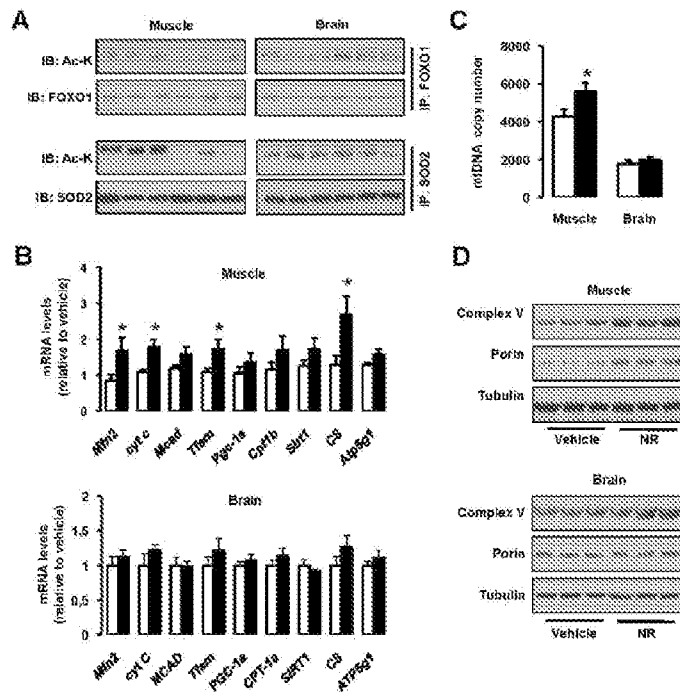 A
Muscle
Brain
IB: Ac-K
IB: FOXO1
IP: FOXO1
IB: Ac-K
IB: SOD2
IP: SOD2
B
Muscle
mRNA levels
(relative to vehicle)
4
3
2
1
0
*
*
*
*
Mfn2
cyt c
Mcad
Tfam
Pgc-1a
Cpt1b
Sirt1
CS
Atp5g1
Brain
mRNA levels
(relative to vehicle)
2
1,5
1
0,5
0
Mfn2
cyt C
MCAD
Tfam
PGC-1a
CPT-1a
SIRT1
CS
ATP5g1
C
mtDNA copy number
8000
6000
4000
2000
0
*
Muscle
Brain
D
Muscle
Complex V
Porin
Tubulin
Vehicle
NR
Brain
Complex V
Porin
Tubulin
Vehicle
NR